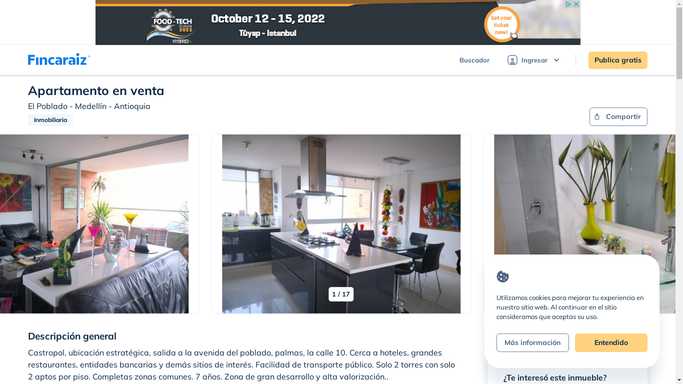 FOOD-TECH
October 12 - 15, 2022
Tüyap - Istanbul
Get your
ticket
now!
Fincaraiz
Buscador
Ingresar
Publica gratis
Apartamento en venta
El Poblado - Medellín - Antioquia
Inmobiliaria
Compartir
1 / 17
Utilizamos cookies para mejorar tu experiencia en
nuestro sitio web. Al continuar en el sitio
consideramos que aceptas su uso.
Más información
Entendido
Descripción general
Castropol, ubicación estratégica, salida a la avenida del poblado, palmas, la calle 10. Cerca a hoteles, grandes
restaurantes, entidades bancarias y demás sitios de interés. Facilidad de transporte público. Solo 2 torres con solo
2 aptos por piso. Completas zonas comunes. 7 años. Zona de gran desarrollo y alta valorización..
¿Te interesó este inmueble?